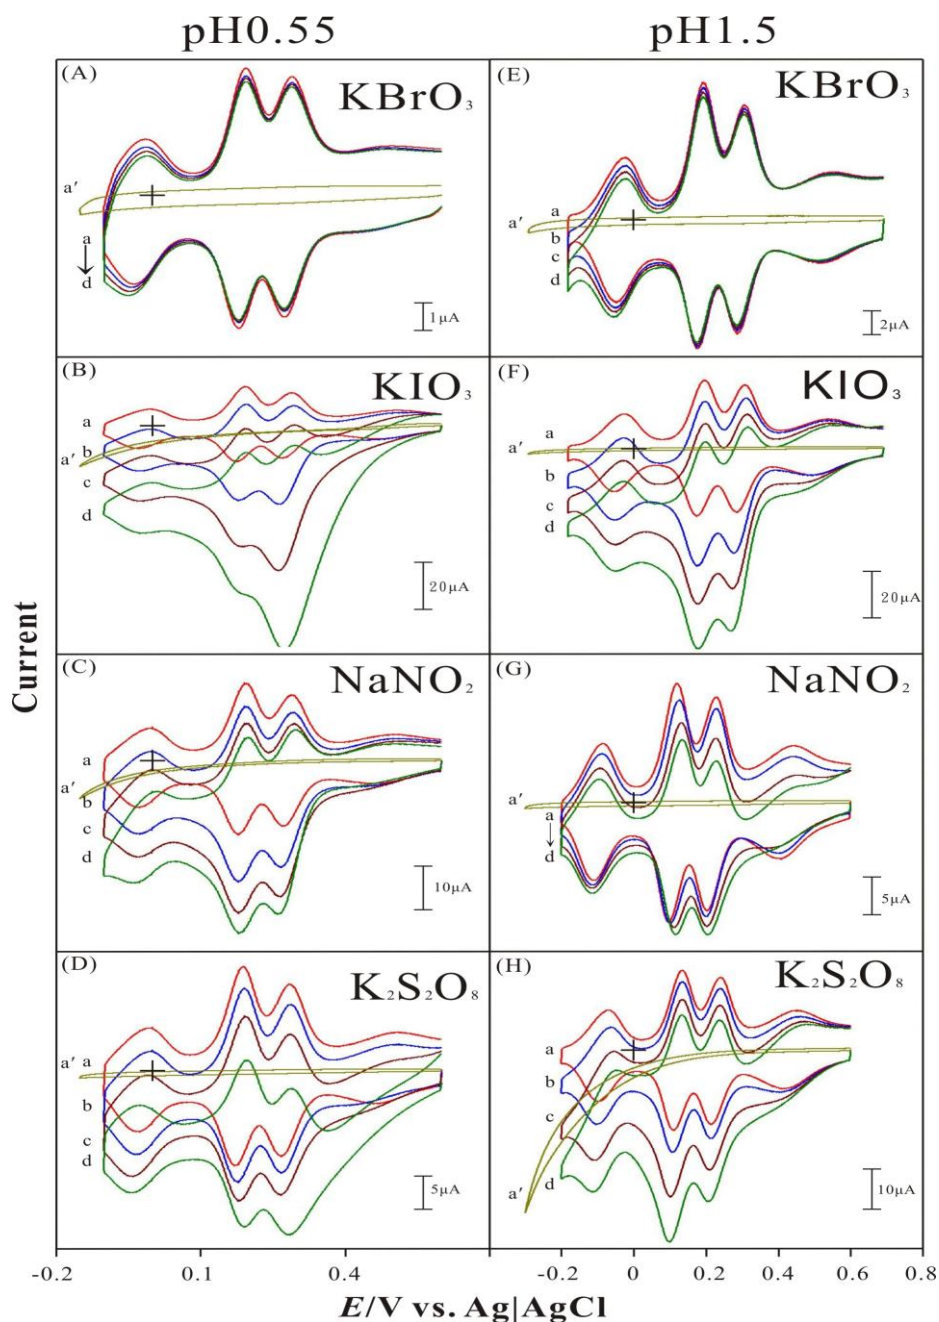 pH0.55
pH1.5
(A)
KBrO₃
a′
a
d
1μA
(E)
KBrO₃
a
a′
b
c
d
2μA
(B)
KIO₃
a
b
a′
c
d
20μA
(F)
KIO₃
a
a′
b
c
d
20μA
(C)
NaNO₂
a
a′
b
c
d
10μA
(G)
NaNO₂
a′
a
d
5μA
(D)
K₂S₂O₈
a′
a
b
c
d
5μA
(H)
K₂S₂O₈
a
b
c
d
a′
10μA
Current
-0.2
0.1
0.4
-0.2
0
0.2
0.4
0.6
0.8
E/V vs. Ag|AgCl